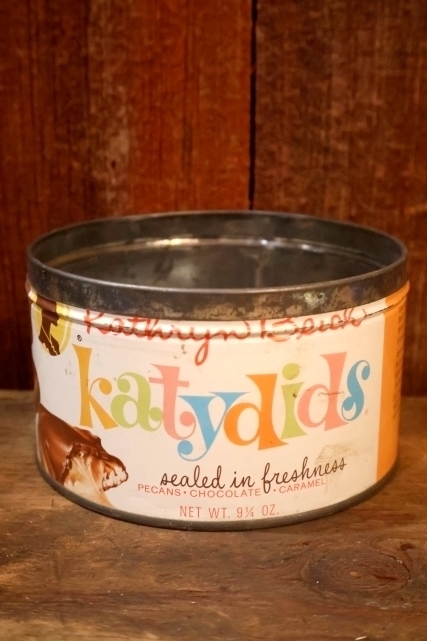 Kathryn Beich
katydids
sealed in freshness
PECANS • CHOCOLATE • CARAMEL
NET WT. 9¼ OZ.